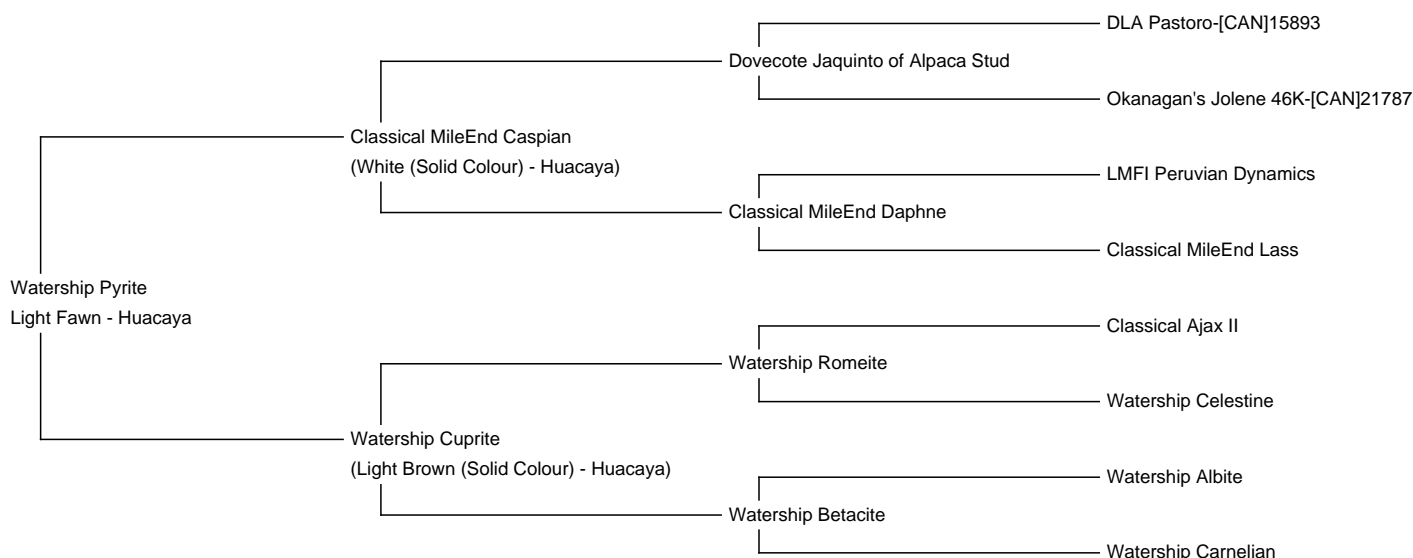 DLA Pastoro-[CAN]15893
Dovecote Jaquinto of Alpaca Stud
Okanagan's Jolene 46K-[CAN]21787
Classical MileEnd Caspian
(White (Solid Colour) - Huacaya)
LMFI Peruvian Dynamics
Classical MileEnd Daphne
Classical MileEnd Lass
Watership Pyrite
Light Fawn - Huacaya
Classical Ajax II
Watership Romeite
Watership Celestine
Watership Cuprite
(Light Brown (Solid Colour) - Huacaya)
Watership Albite
Watership Betacite
Watership Carnelian